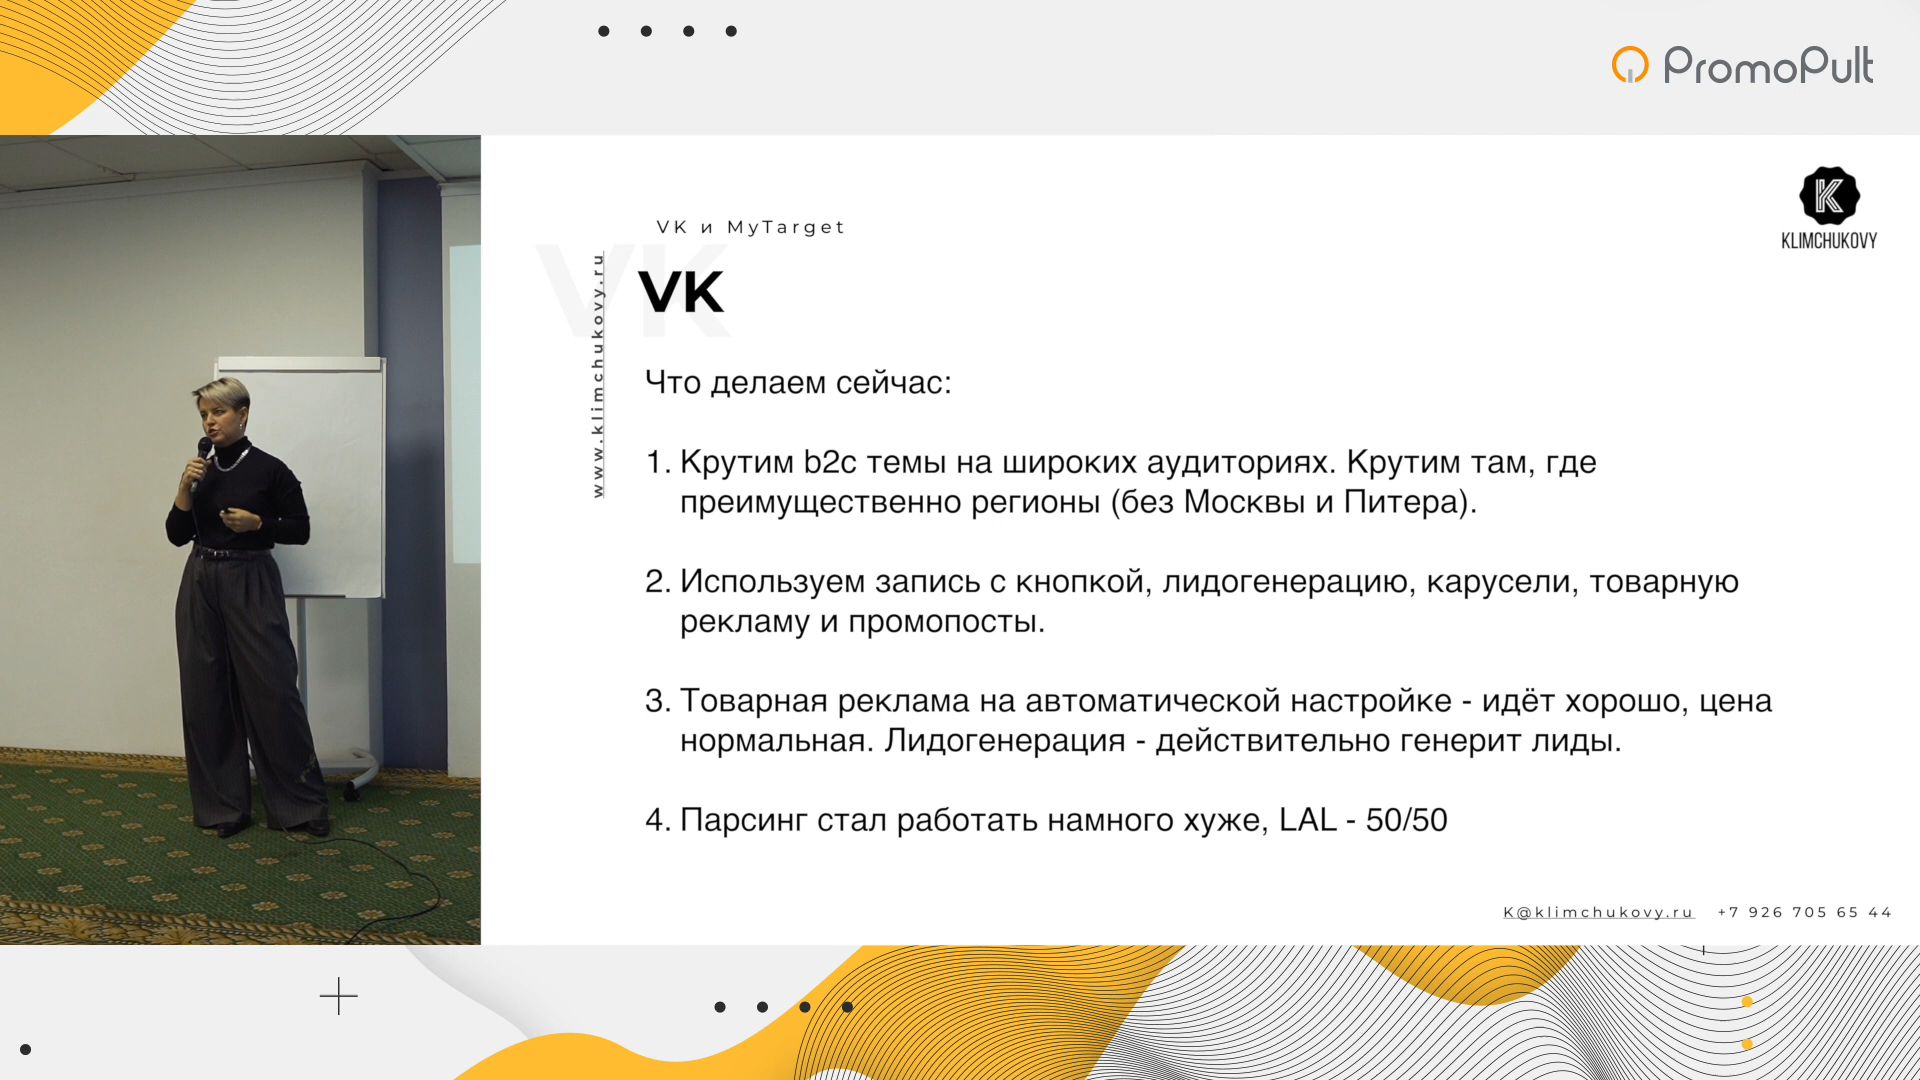 PromoPult
KLIMCHUKOVY
VK и MyTarget
VK
VK
www.klimchukovy.ru
Что делаем сейчас:
1. Крутим b2c темы на широких аудиториях. Крутим там, где
преимущественно регионы (без Москвы и Питера).
2. Используем запись с кнопкой, лидогенерацию, карусели, товарную
рекламу и промопосты.
3. Товарная реклама на автоматической настройке - идёт хорошо, цена
нормальная. Лидогенерация - действительно генерит лиды.
4. Парсинг стал работать намного хуже, LAL - 50/50
K@klimchukovy.ru +7 926 705 65 44